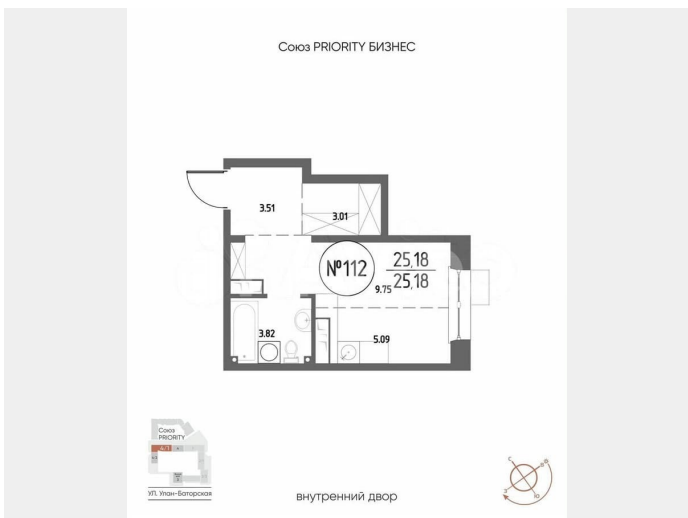 Союз PRIORITY БИЗНЕС
3.51
3.01
№112
25,18
9.75 25,18
3.82
5.09
Союз
PRIORITY
УЛ. Улан-Баторская
внутренний двор
С
В
З
Ю